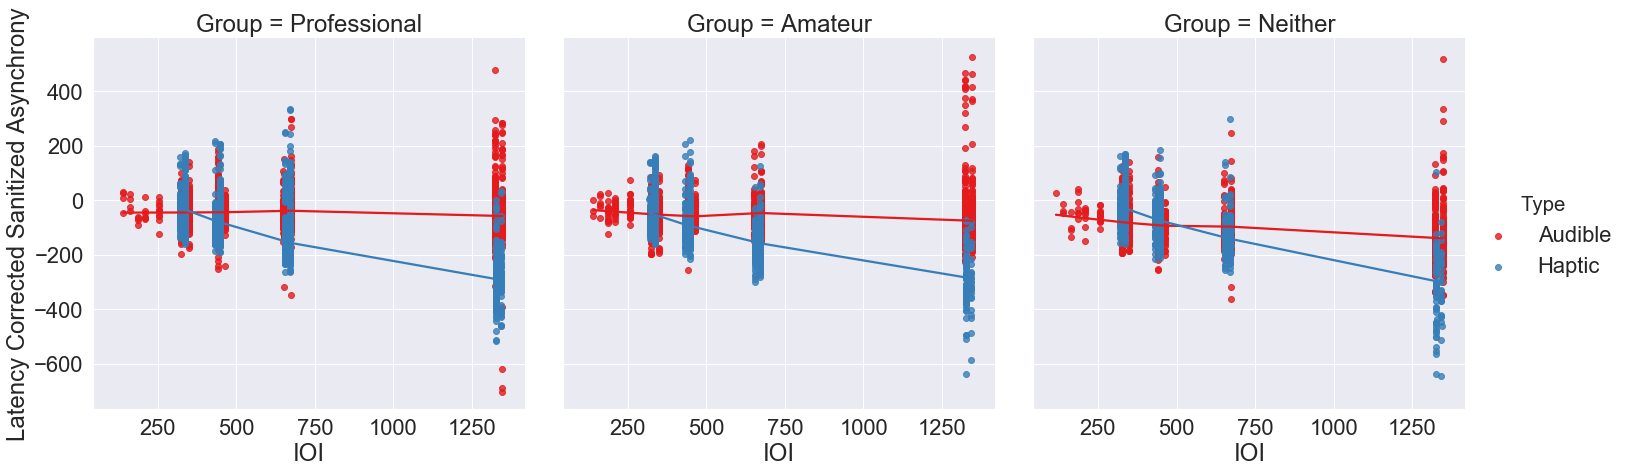 Group = Professional
Group = Amateur
Group = Neither
Latency Corrected Sanitized Asynchrony
400
200
0
−200
−400
−600
250 500 750 1000 1250
250 500 750 1000 1250
250 500 750 1000 1250
IOI
IOI
IOI
Type
Audible
Haptic